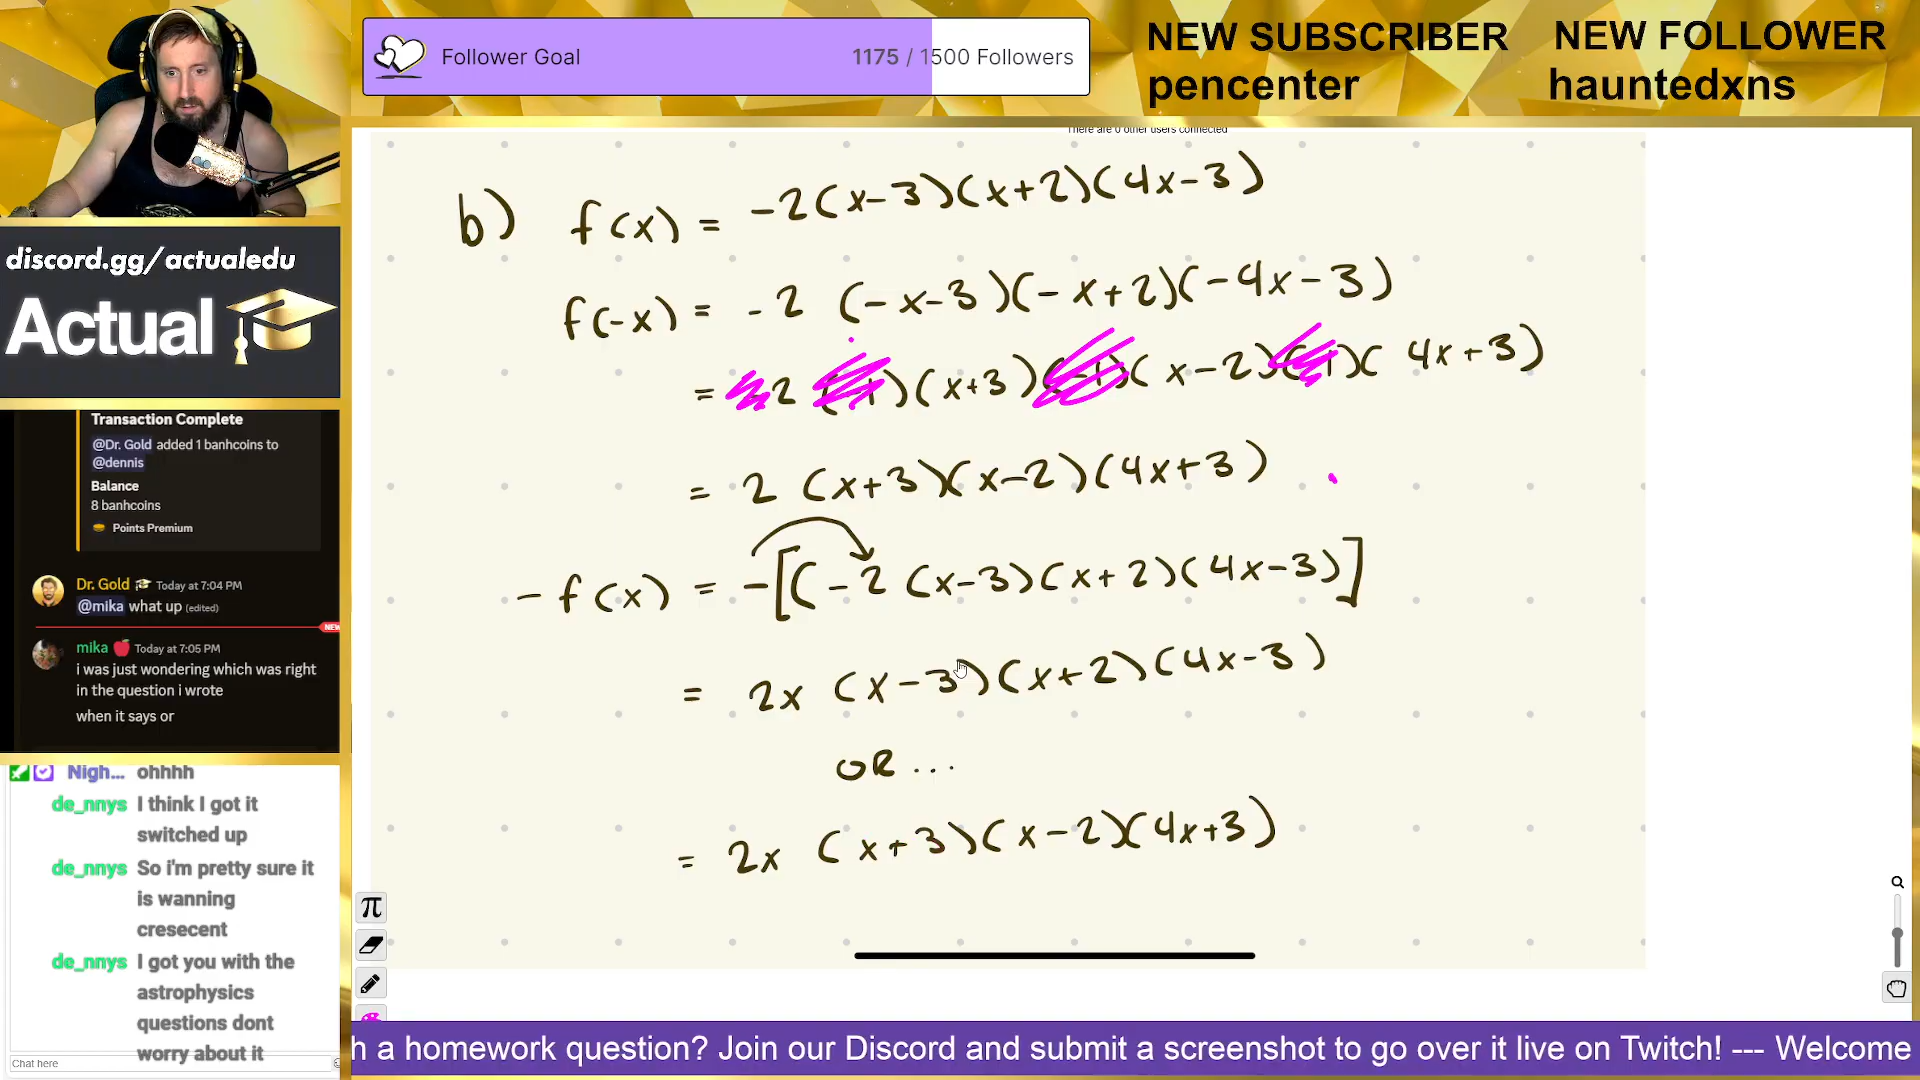 Follower Goal
1175 / 1500 Followers
NEW SUBSCRIBER
pencenter
NEW FOLLOWER
hauntedxns
There are 0 other users connected
b) f(x) = -2(x-3)(x+2)(4x-3)
f(-x) = -2 (-x-3)(-x+2)(-4x-3)
= -2 (-1)(x+3)(-1)(x-2)(-1)(4x+3)
= 2 (x+3)(x-2)(4x+3)
-f(x) = -[(-2(x-3)(x+2)(4x-3)]
= 2x (x-3)(x+2)(4x-3)
OR...
= 2x (x+3)(x-2)(4x+3)
π
discord.gg/actualedu
Actual
Transaction Complete
@Dr. Gold added 1 banhcoins to
@dennis
Balance
8 banhcoins
Points Premium
Dr. Gold Today at 7:04 PM
@mika what up (edited)
NEW
mika Today at 7:05 PM
i was just wondering which was right
in the question i wrote
when it says or
Nigh... ohhhh
de_nnys I think I got it
switched up
de_nnys So i'm pretty sure it
is wanning
cresecent
de_nnys I got you with the
astrophysics
questions dont
worry about it
Chat here
h a homework question? Join our Discord and submit a screenshot to go over it live on Twitch! --- Welcome